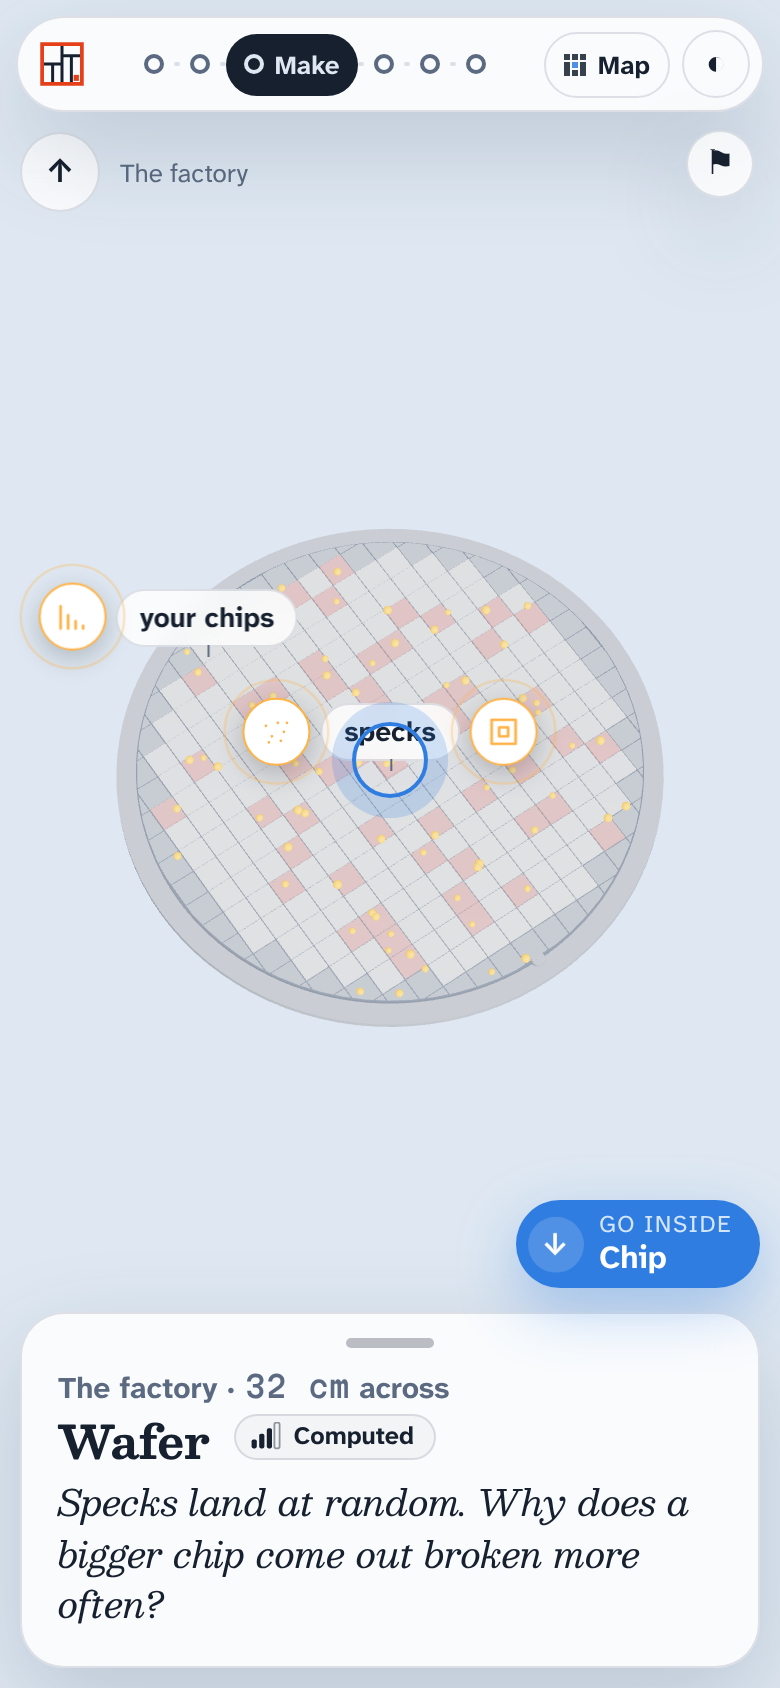 Make
Map
The factory
your chips
specks
GO INSIDE
Chip
The factory · 32 cm across
Wafer
Computed
Specks land at random. Why does a
bigger chip come out broken more
often?